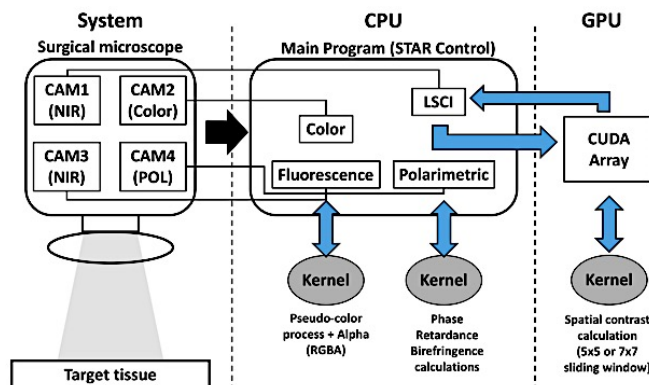 System
CPU
GPU
Surgical microscope
Main Program (STAR Control)
CAM1
(NIR)
CAM2
(Color)
CAM3
(NIR)
CAM4
(POL)
LSCI
Color
Fluorescence
Polarimetric
CUDA
Array
Kernel
Pseudo-color
process + Alpha
(RGBA)
Kernel
Phase
Retardance
Birefringence
calculations
Kernel
Spatial contrast
calculation
(5x5 or 7x7
sliding window)
Target tissue